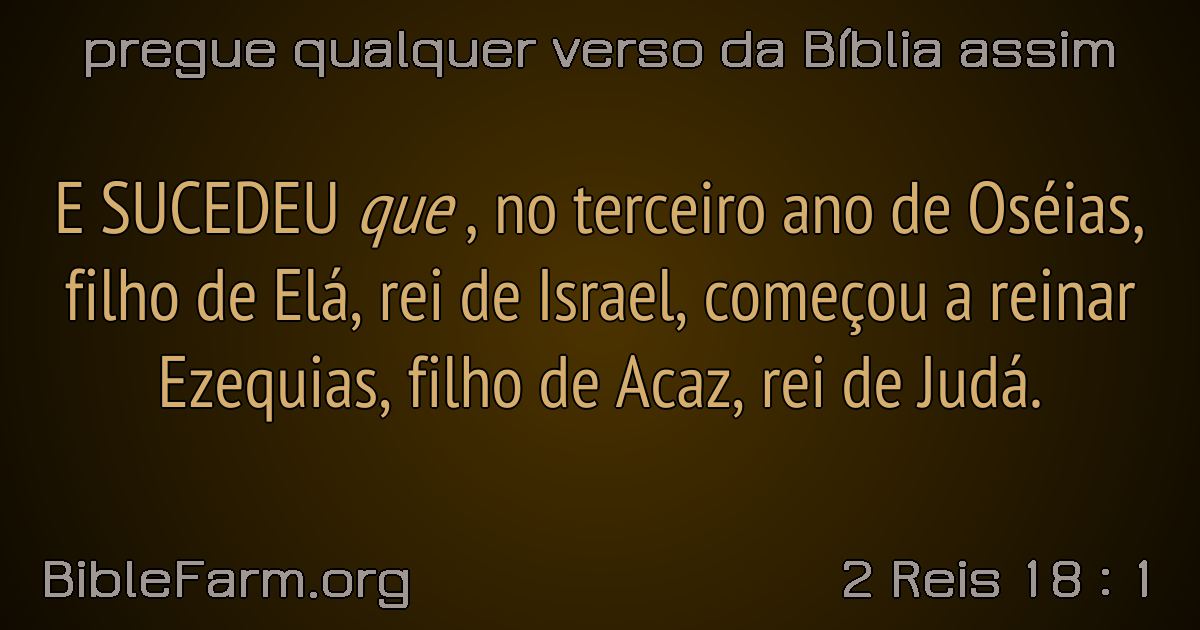 pregue qualquer verso da Bíblia assim
E SUCEDEU que , no terceiro ano de Oséias,
filho de Elá, rei de Israel, começou a reinar
Ezequias, filho de Acaz, rei de Judá.
BibleFarm.org
2 Reis 18 : 1